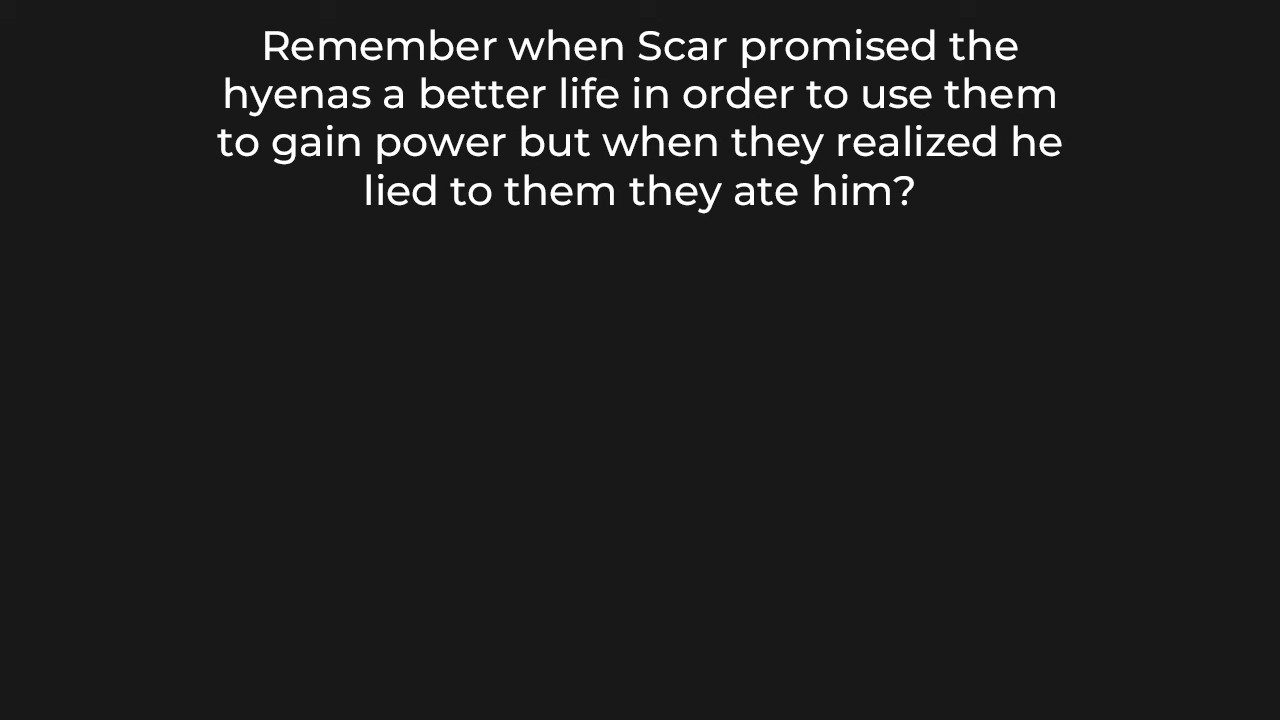 Remember when Scar promised the
hyenas a better life in order to use them
to gain power but when they realized he
lied to them they ate him?